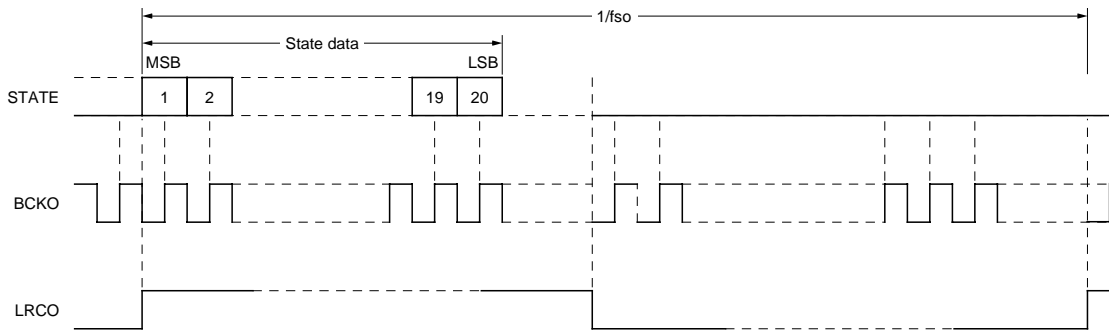 1/fso
State data
MSB LSB
STATE 1 2 19 20
BCKO
LRCO